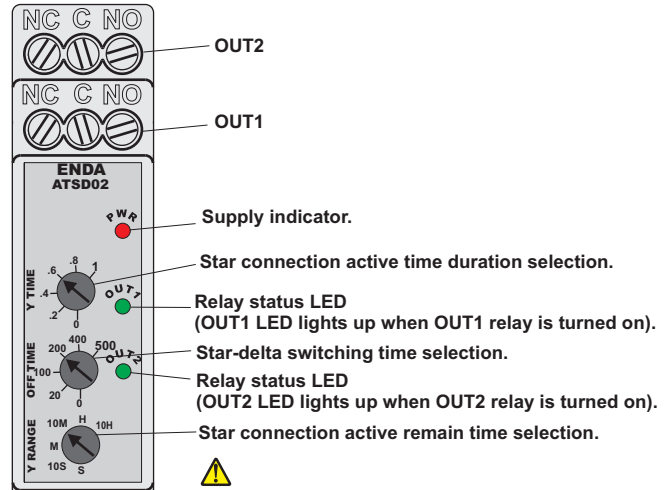 NC C NO
OUT2
NC C NO
OUT1
ENDA
ATSD02
PWR
Supply indicator.
Star connection active time duration selection.
Y TIME
0 .2 .4 .6 .8 1
OUT1
Relay status LED
(OUT1 LED lights up when OUT1 relay is turned on).
Star-delta switching time selection.
OFF TIME
0 20 100 200 400 500
OUT2
Relay status LED
(OUT2 LED lights up when OUT2 relay is turned on).
Star connection active remain time selection.
Y RANGE
S 10S M 10M H 10H
!